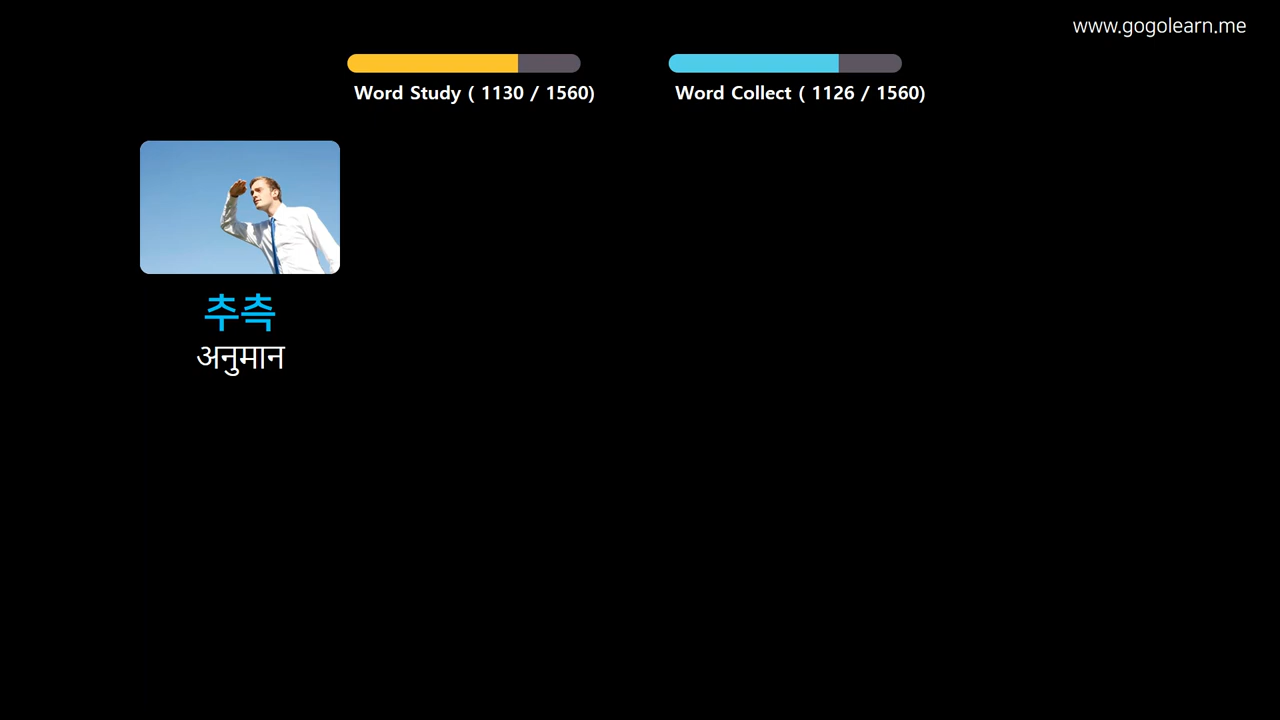 www.gogolearn.me
Word Study ( 1130 / 1560)
Word Collect ( 1126 / 1560)
추측
अनुमान